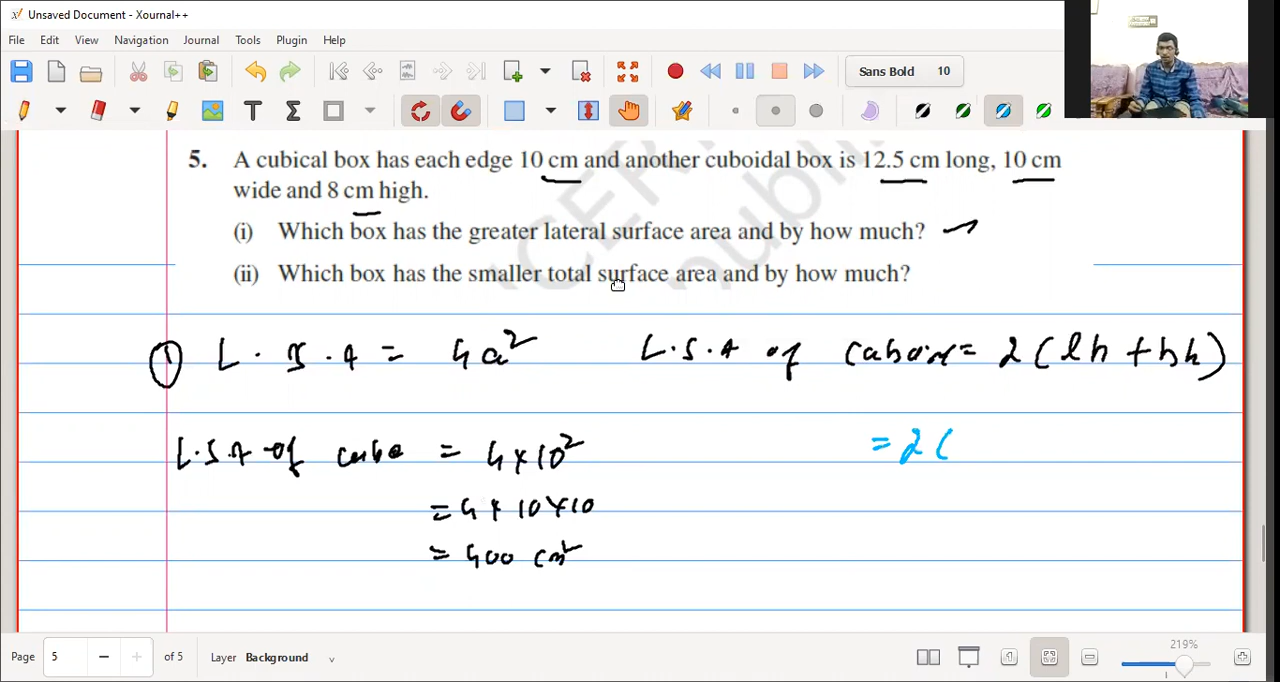 Unsaved Document - Xournal++
File Edit View Navigation Journal Tools Plugin Help
Sans Bold 10
5. A cubical box has each edge 10 cm and another cuboidal box is 12.5 cm long, 10 cm
wide and 8 cm high.
(i) Which box has the greater lateral surface area and by how much?
(ii) Which box has the smaller total surface area and by how much?
① L . S . A = 4a² L.S.A of Caboid = 2 (lh + bh)
L.S.A of cube = 4 × 10² = 2 (
= 4 × 10 × 10
= 400 cm²
Page 5 of 5 Layer Background 219%